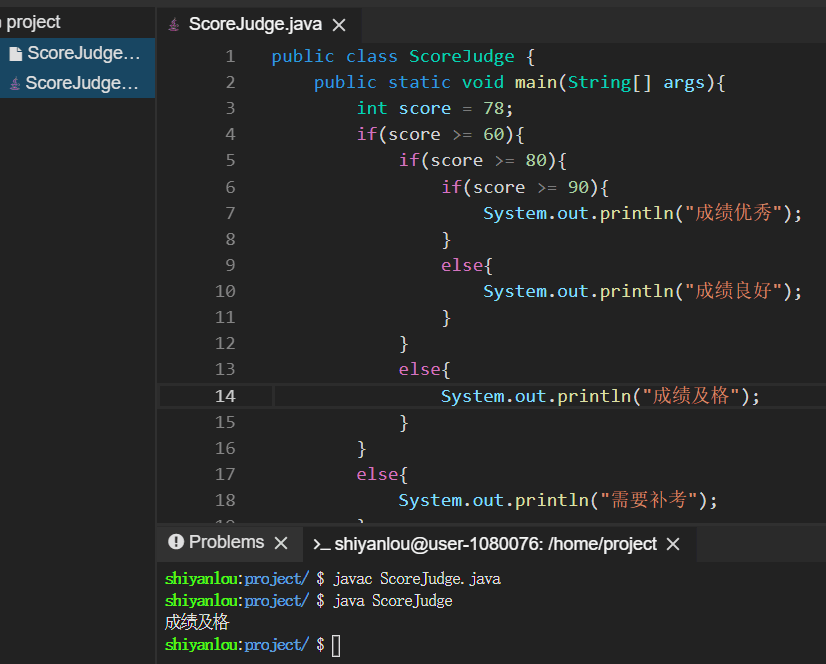 project
ScoreJudge.java
ScoreJudge...
ScoreJudge...
1 public class ScoreJudge {
2 public static void main(String[] args){
3 int score = 78;
4 if(score >= 60){
5 if(score >= 80){
6 if(score >= 90){
7 System.out.println("成绩优秀");
8 }
9 else{
10 System.out.println("成绩良好");
11 }
12 }
13 else{
14 System.out.println("成绩及格");
15 }
16 }
17 else{
18 System.out.println("需要补考");
Problems
>_ shiyanlou@user-1080076: /home/project
shiyanlou:project/ $ javac ScoreJudge.java
shiyanlou:project/ $ java ScoreJudge
成绩及格
shiyanlou:project/ $